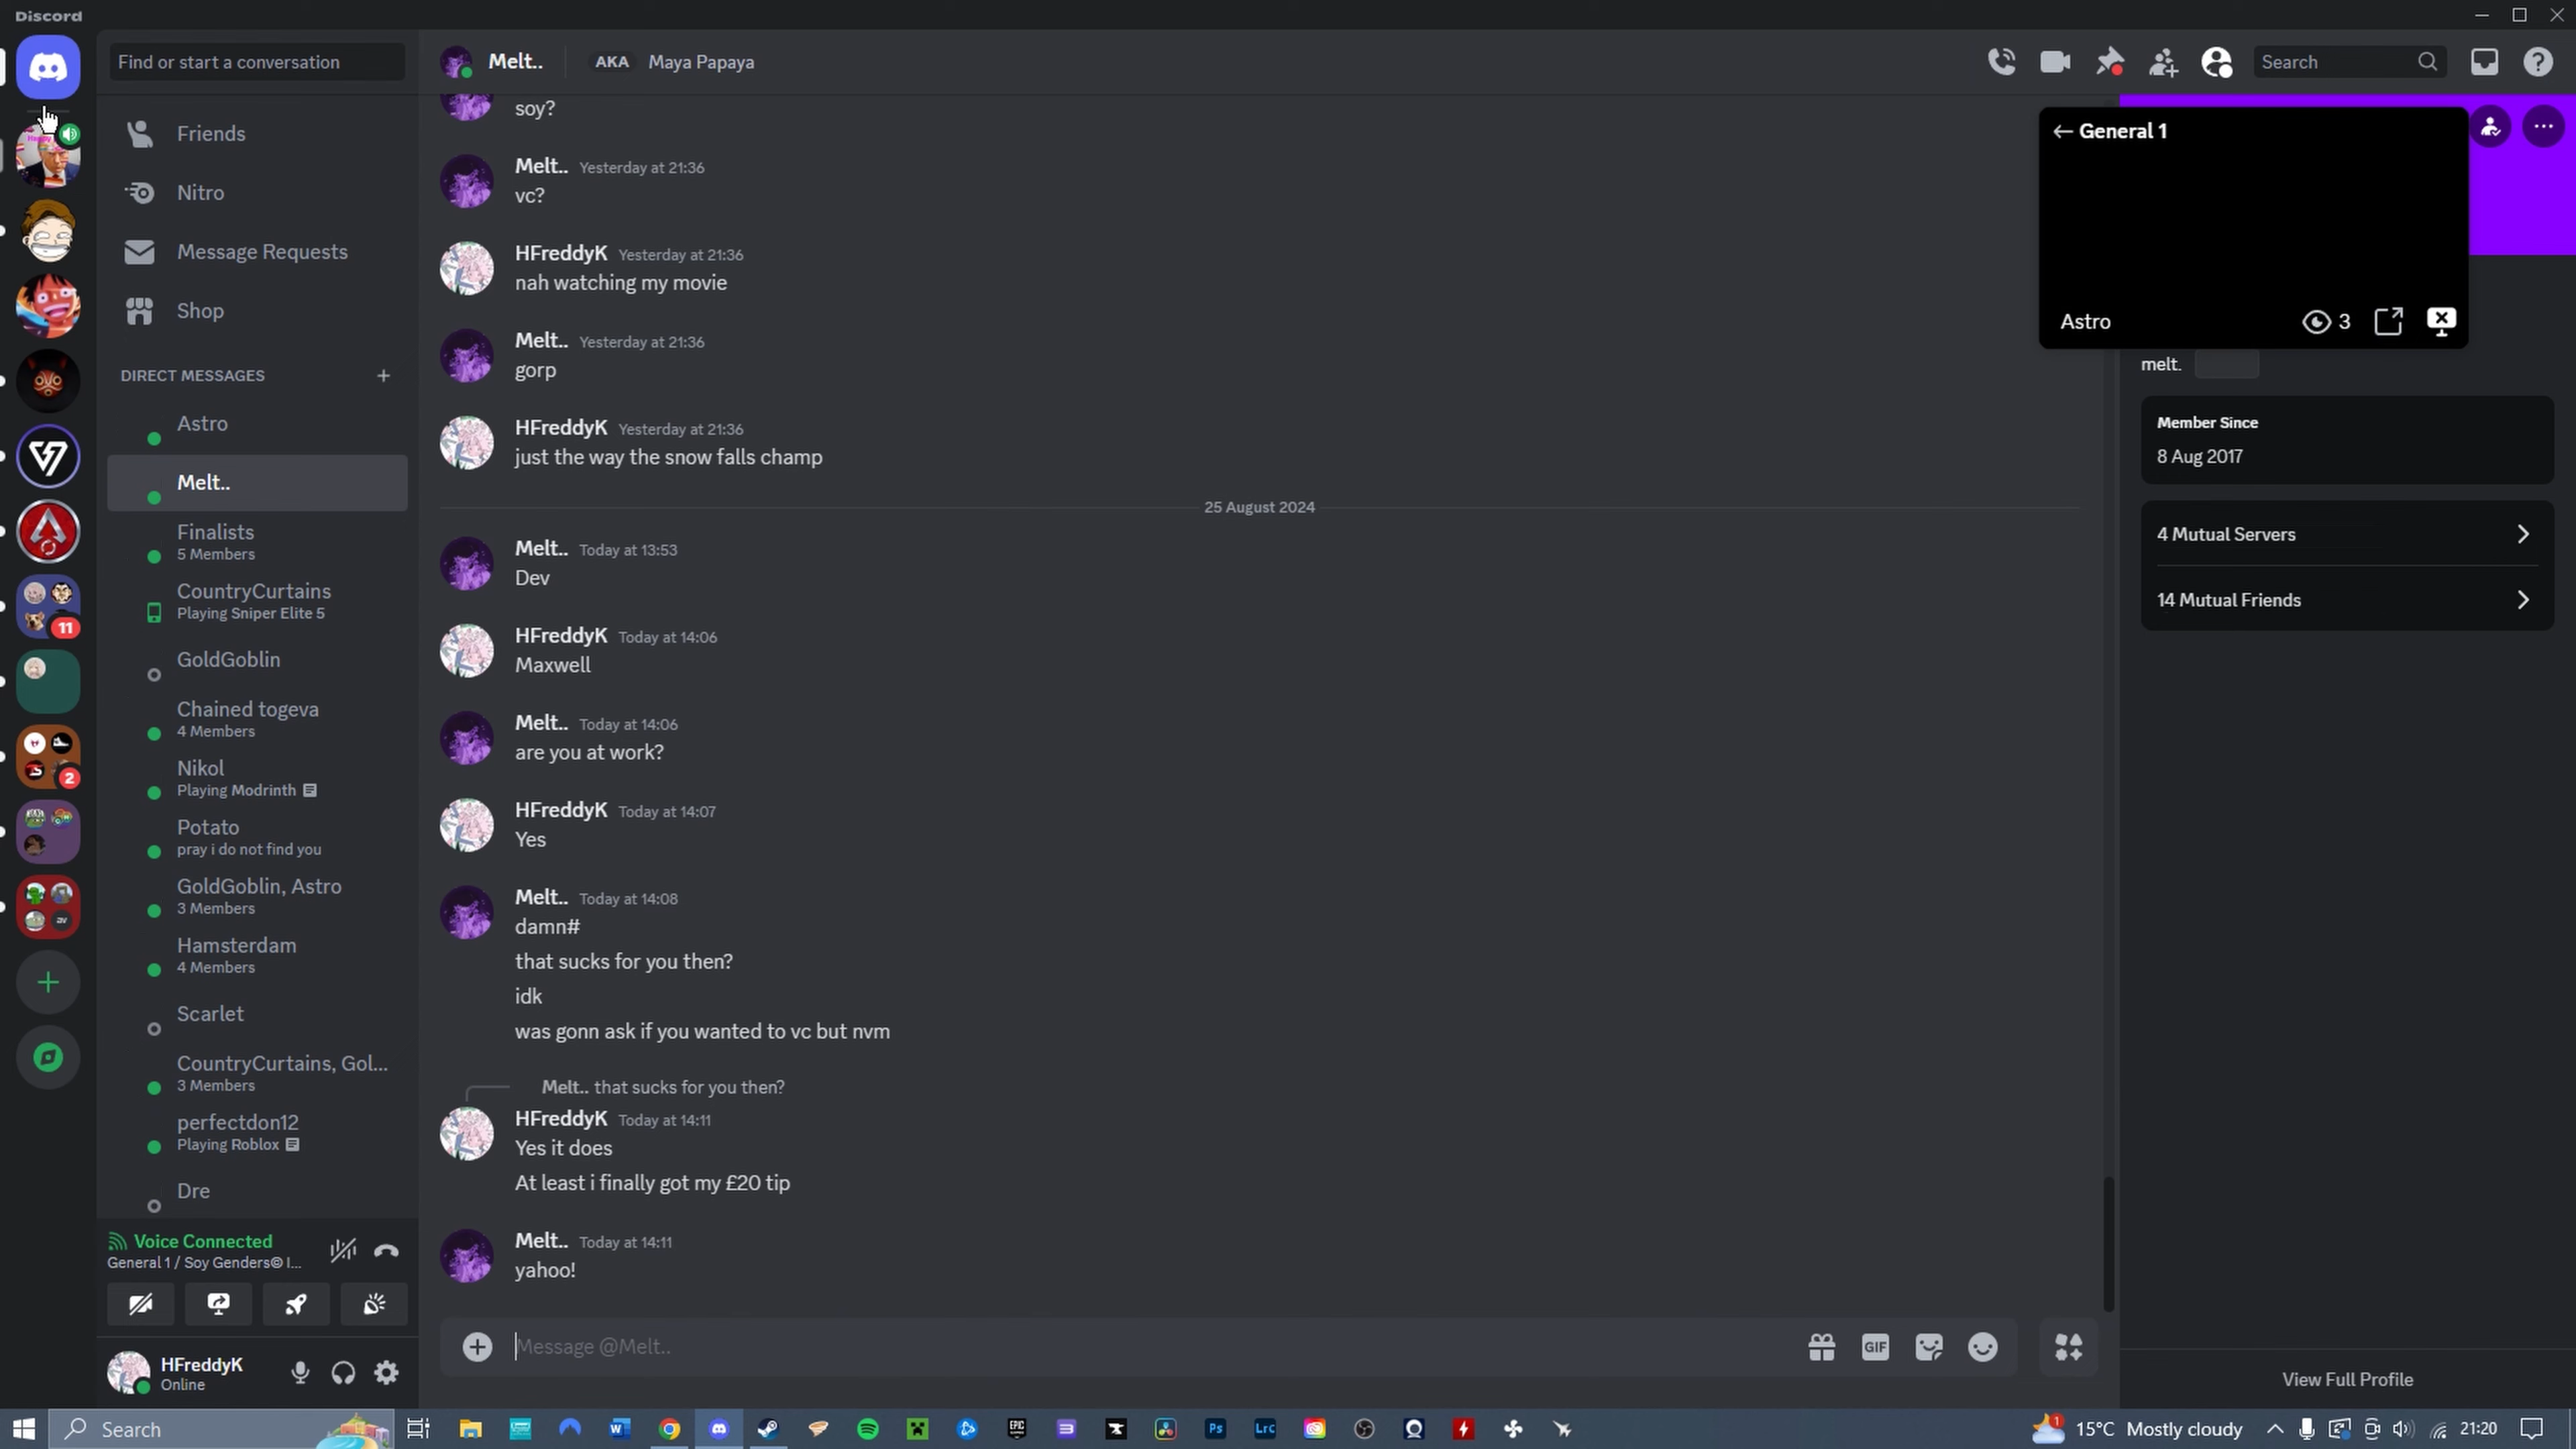 Discord
Find or start a conversation
Melt..
AKA
Maya Papaya
Search
Friends
Nitro
Message Requests
Shop
DIRECT MESSAGES
Astro
Melt..
Finalists
5 Members
CountryCurtains
Playing Sniper Elite 5
GoldGoblin
Chained togeva
4 Members
Nikol
Playing Modrinth
Potato
pray i do not find you
GoldGoblin, Astro
3 Members
Hamsterdam
4 Members
Scarlet
CountryCurtains, Gol...
3 Members
perfectdon12
Playing Roblox
Dre
11
2
Voice Connected
General 1 / Soy Genders© I...
HFreddyK
Online
soy?
Melt.. Yesterday at 21:36
vc?
HFreddyK Yesterday at 21:36
nah watching my movie
Melt.. Yesterday at 21:36
gorp
HFreddyK Yesterday at 21:36
just the way the snow falls champ
25 August 2024
Melt.. Today at 13:53
Dev
HFreddyK Today at 14:06
Maxwell
Melt.. Today at 14:06
are you at work?
HFreddyK Today at 14:07
Yes
Melt.. Today at 14:08
damn#
that sucks for you then?
idk
was gonn ask if you wanted to vc but nvm
Melt.. that sucks for you then?
HFreddyK Today at 14:11
Yes it does
At least i finally got my £20 tip
Melt.. Today at 14:11
yahoo!
Message @Melt..
GIF
General 1
Astro
3
melt.
Member Since
8 Aug 2017
4 Mutual Servers
14 Mutual Friends
View Full Profile
Search
Ps
LrC
1
15°C Mostly cloudy
21:20